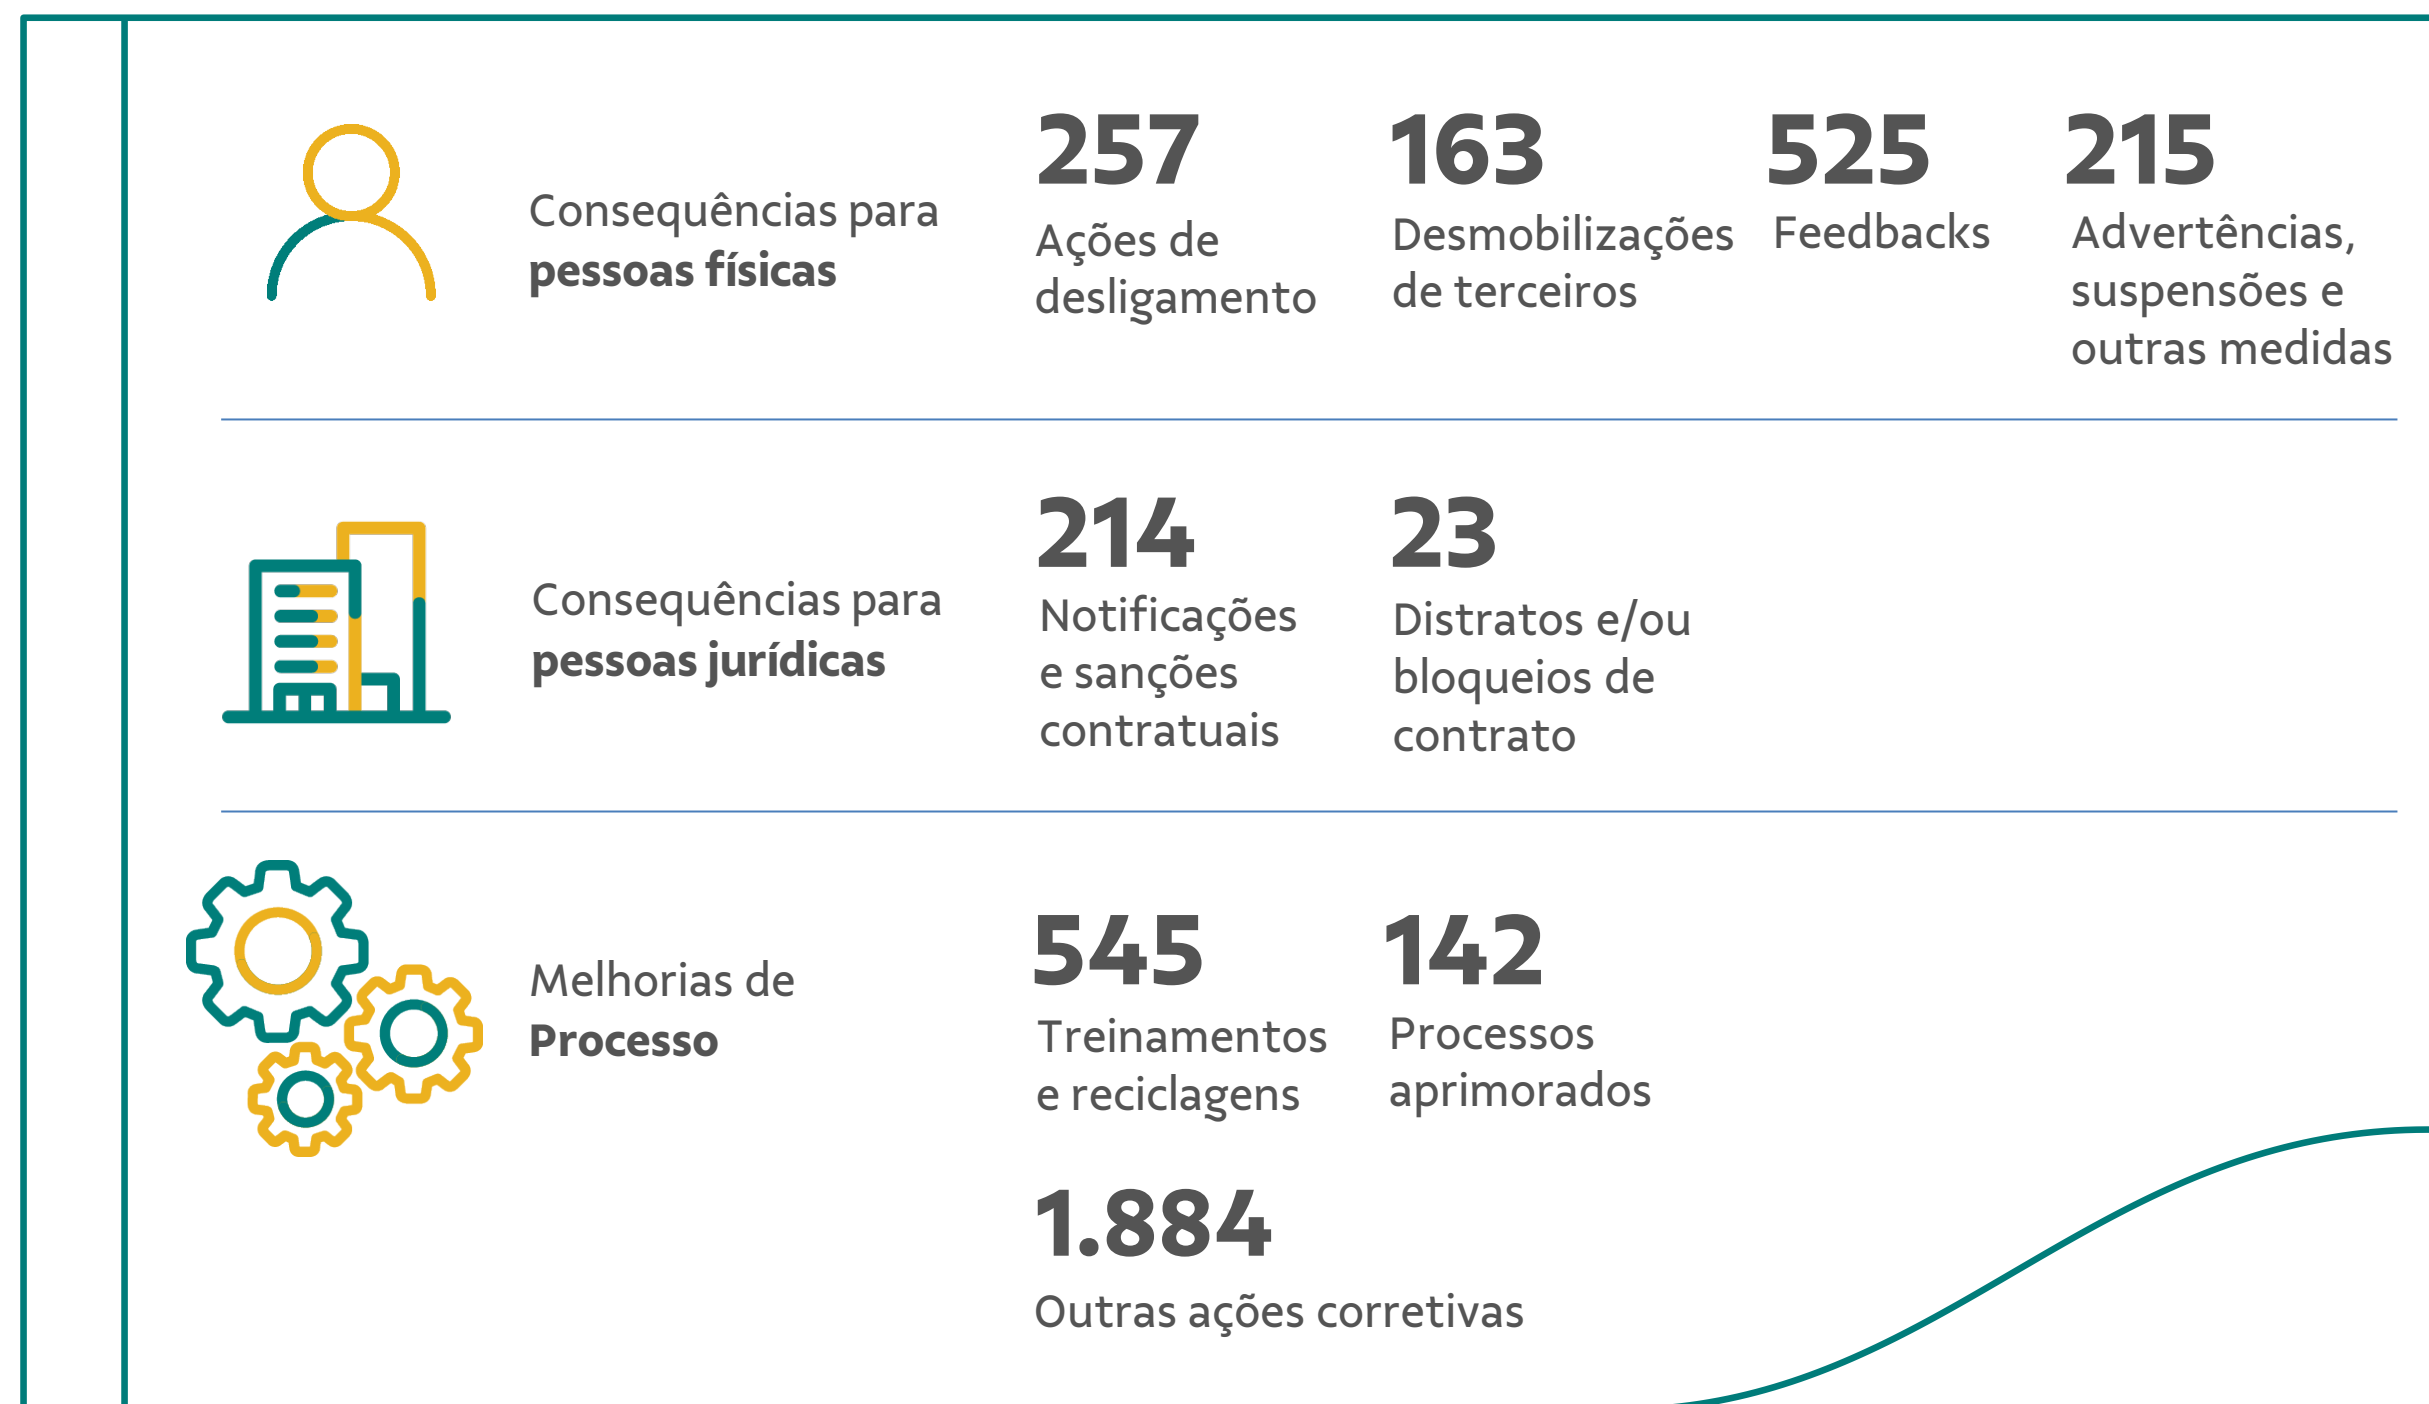 Consequências para
pessoas físicas
257
Ações de
desligamento
163
Desmobilizações
de terceiros
525
Feedbacks
215
Advertências,
suspensões e
outras medidas
Consequências para
pessoas jurídicas
214
Notificações
e sanções
contratuais
23
Distratos e/ou
bloqueios de
contrato
Melhorias de
Processo
545
Treinamentos
e reciclagens
142
Processos
aprimorados
1.884
Outras ações corretivas